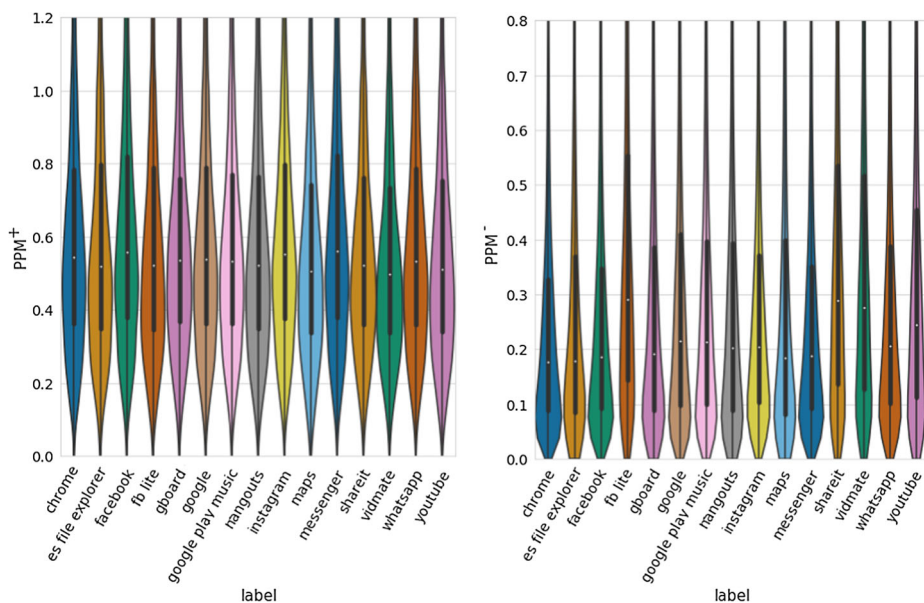 PPM+
1.2
1.0
0.8
0.6
0.4
0.2
0.0
chrome
es file explorer
facebook
fb lite
gboard
google
google play music
hangouts
instagram
maps
messenger
shareit
vidmate
whatsapp
youtube
label
PPM-
0.8
0.7
0.6
0.5
0.4
0.3
0.2
0.1
0.0
chrome
es file explorer
facebook
fb lite
gboard
google
google play music
hangouts
instagram
maps
messenger
shareit
vidmate
whatsapp
youtube
label